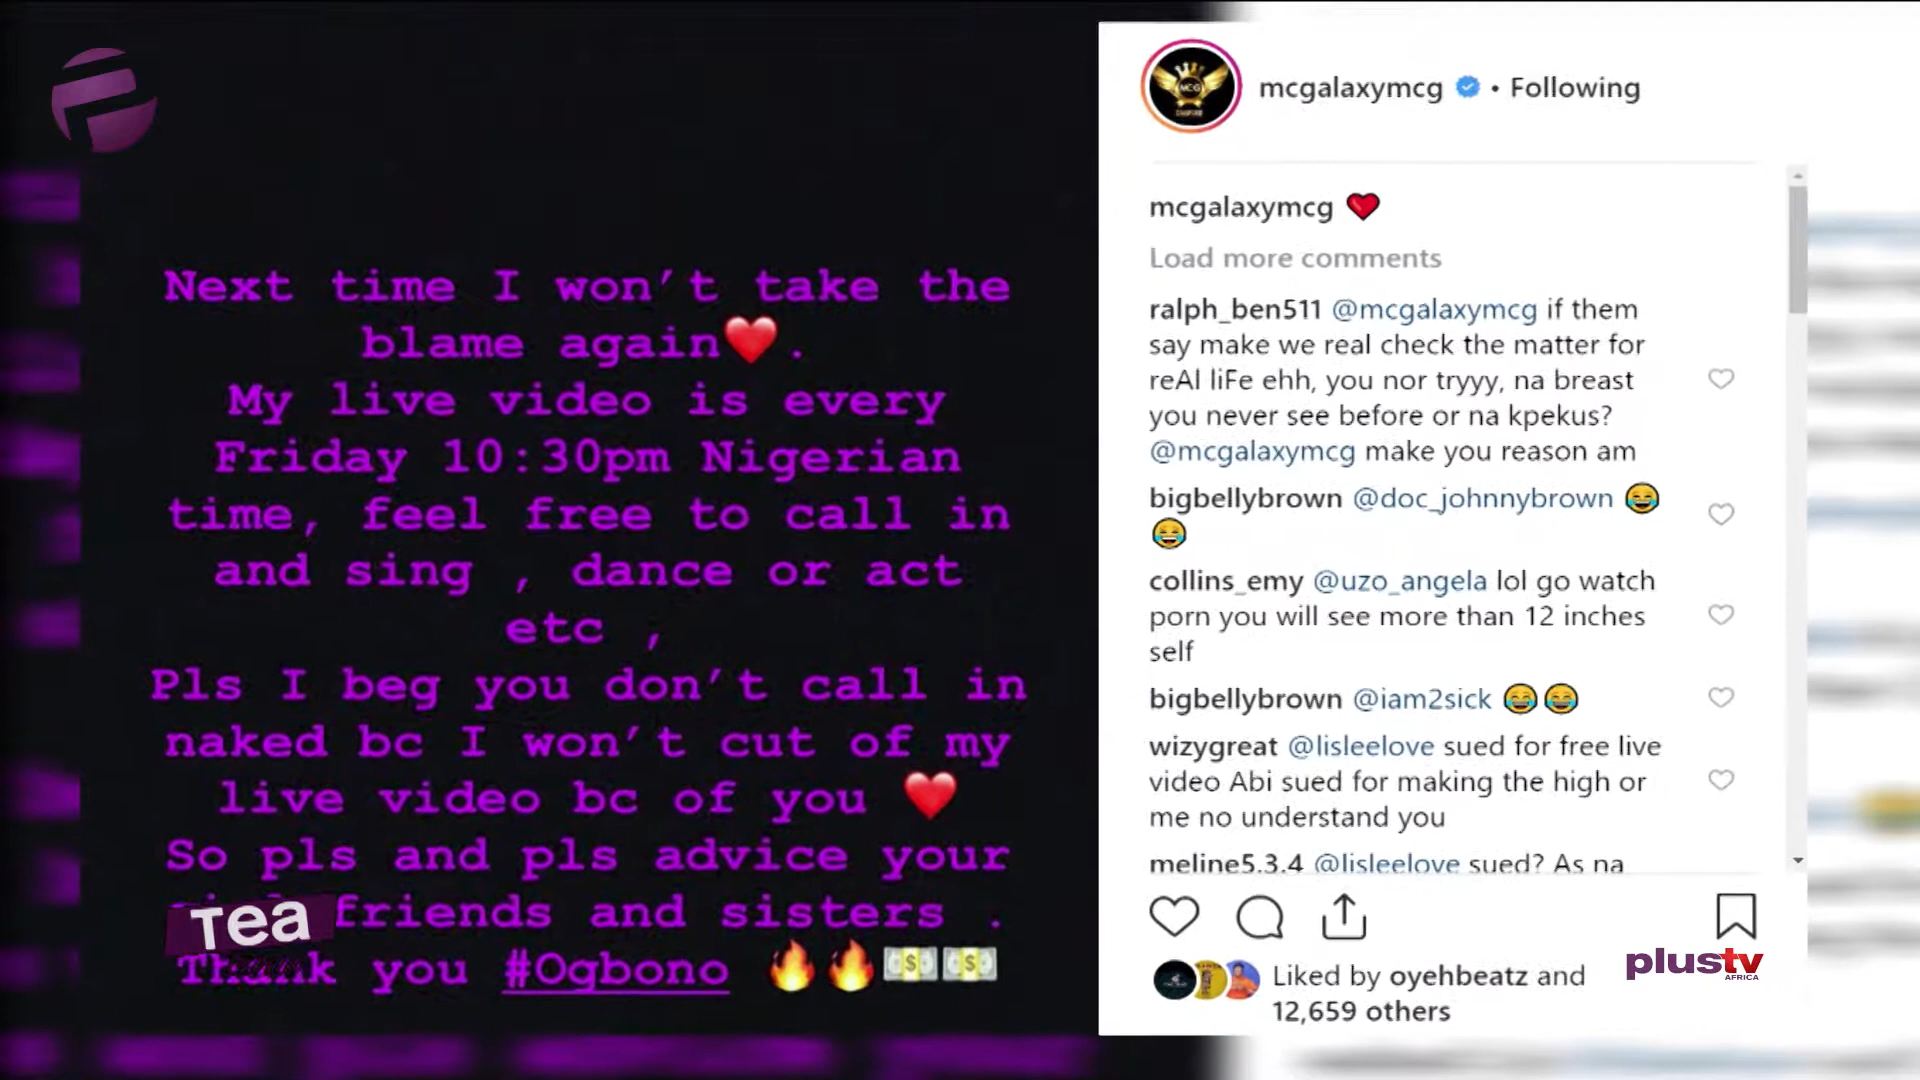 Next time I won't take the
blame again❤️.
My live video is every
Friday 10:30pm Nigerian
time, feel free to call in
and sing , dance or act
etc ,
Pls I beg you don't call in
naked bc I won't cut of my
live video bc of you ❤️
So pls and pls advice your
friends and sisters .
Thank you #Ogbono 🔥🔥💵💵
Tea
MCG
mcgalaxymcg • Following
mcgalaxymcg ❤️
Load more comments
ralph_ben511 @mcgalaxymcg if them
say make we real check the matter for
reAl liFe ehh, you nor tryyy, na breast
you never see before or na kpekus?
@mcgalaxymcg make you reason am
bigbellybrown @doc_johnnybrown 😂
😂
collins_emy @uzo_angela lol go watch
porn you will see more than 12 inches
self
bigbellybrown @iam2sick 😂😂
wizygreat @lisleelove sued for free live
video Abi sued for making the high or
me no understand you
meline5.3.4 @lisleelove sued? As na
plustv
AFRICA
Liked by oyehbeatz and
12,659 others